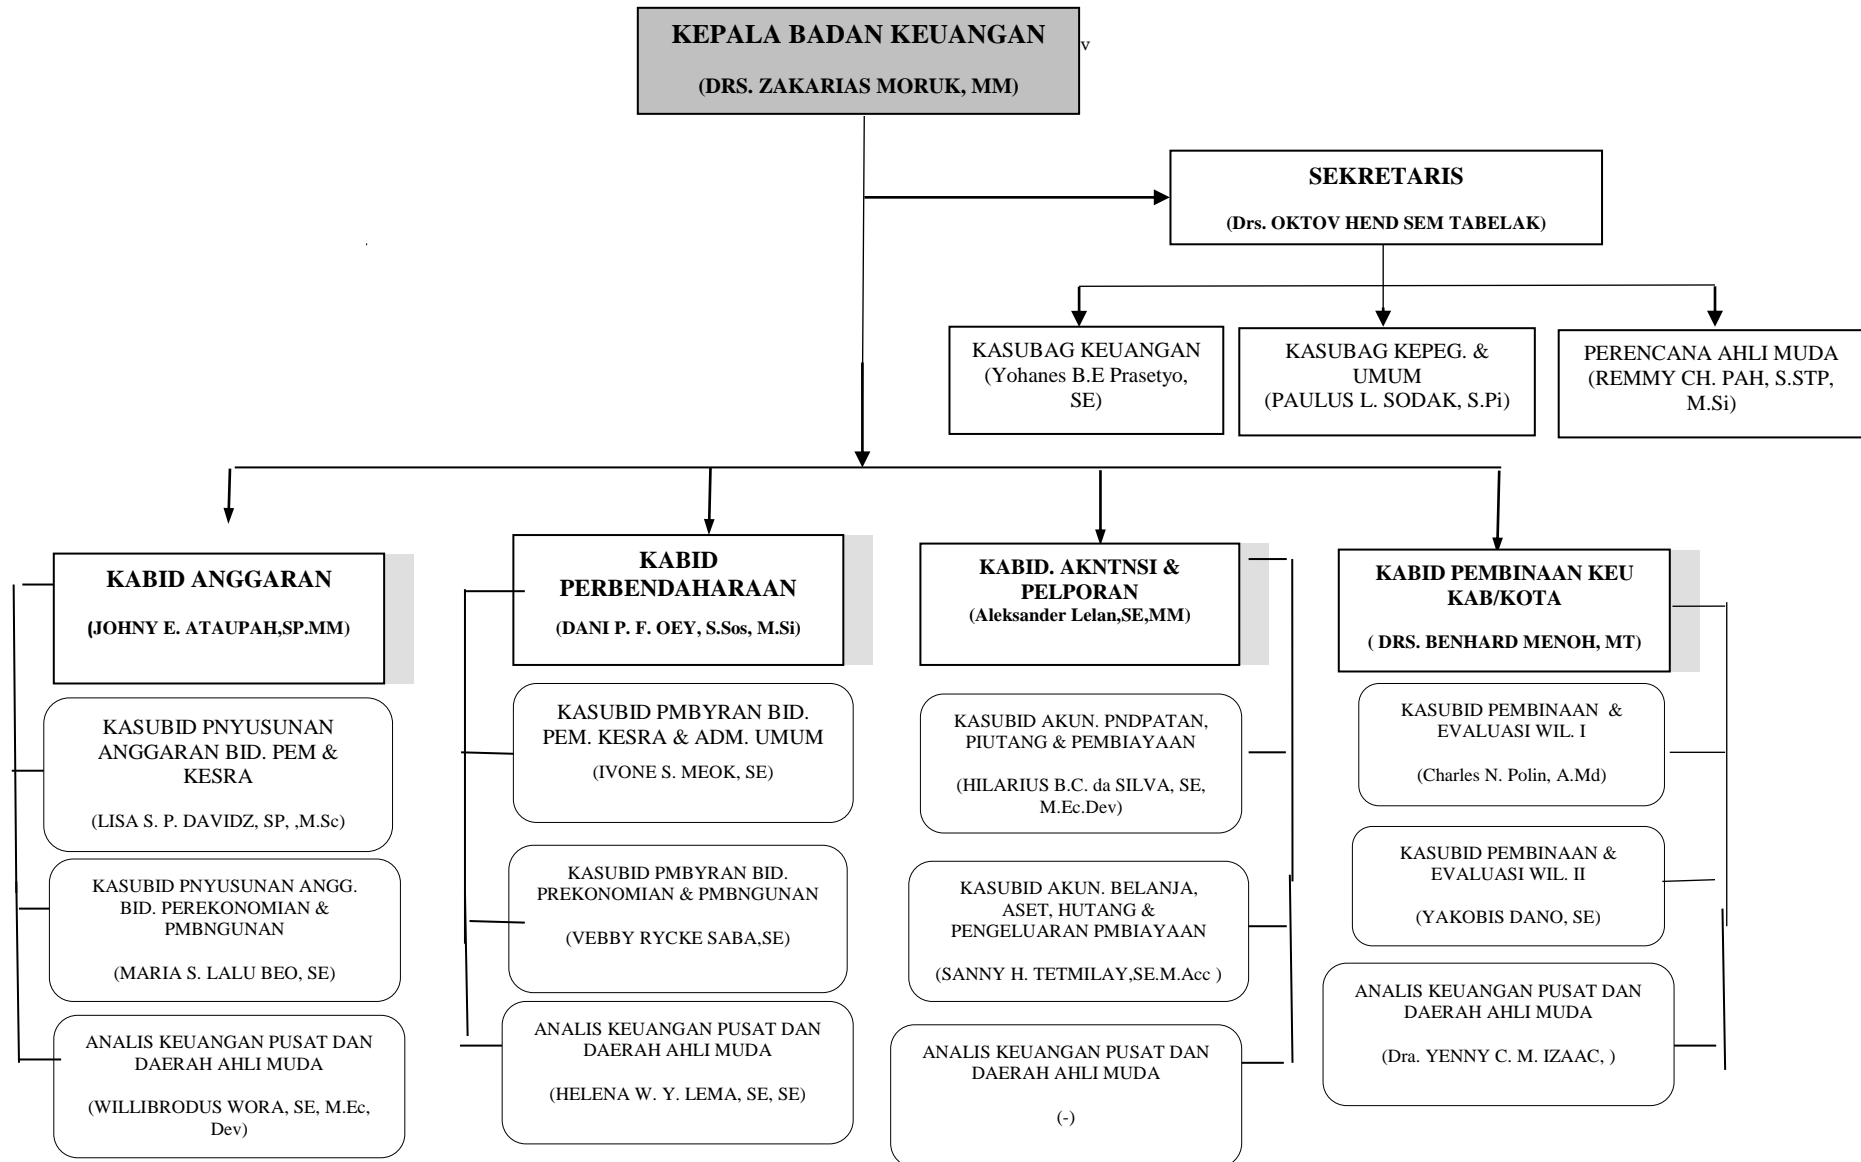 KEPALA BADAN KEUANGAN
v
(DRS. ZAKARIAS MORUK, MM)
SEKRETARIS
(Drs. OKTOV HEND SEM TABELAK)
KASUBAG KEUANGAN
(Yohanes B.E Prasetyo,
SE)
KASUBAG KEPEG. &
UMUM
(PAULUS L. SODAK, S.Pi)
PERENCANA AHLI MUDA
(REMMY CH. PAH, S.STP,
M.Si)
KABID ANGGARAN
(JOHNY E. ATAUPAH,SP.MM)
KASUBID PNYUSUNAN
ANGGARAN BID. PEM &
KESRA
(LISA S. P. DAVIDZ, SP, ,M.Sc)
KASUBID PNYUSUNAN ANGG.
BID. PEREKONOMIAN &
PMBNGUNAN
(MARIA S. LALU BEO, SE)
ANALIS KEUANGAN PUSAT DAN
DAERAH AHLI MUDA
(WILLIBRODUS WORA, SE, M.Ec,
Dev)
KABID
PERBENDAHARAAN
(DANI P. F. OEY, S.Sos, M.Si)
KASUBID PMBYRAN BID.
PEM. KESRA & ADM. UMUM
(IVONE S. MEOK, SE)
KASUBID PMBYRAN BID.
PREKONOMIAN & PMBNGUNAN
(VEBBY RYCKE SABA,SE)
ANALIS KEUANGAN PUSAT DAN
DAERAH AHLI MUDA
(HELENA W. Y. LEMA, SE, SE)
KABID. AKNTNSI &
PELPORAN
(Aleksander Lelan,SE,MM)
KASUBID AKUN. PNDPATAN,
PIUTANG & PEMBIAYAAN
(HILARIUS B.C. da SILVA, SE,
M.Ec.Dev)
KASUBID AKUN. BELANJA,
ASET, HUTANG &
PENGELUARAN PMBIAYAAN
(SANNY H. TETMILAY,SE.M.Acc )
ANALIS KEUANGAN PUSAT DAN
DAERAH AHLI MUDA
(-)
KABID PEMBINAAN KEU
KAB/KOTA
( DRS. BENHARD MENOH, MT)
KASUBID PEMBINAAN &
EVALUASI WIL. I
(Charles N. Polin, A.Md)
KASUBID PEMBINAAN &
EVALUASI WIL. II
(YAKOBIS DANO, SE)
ANALIS KEUANGAN PUSAT DAN
DAERAH AHLI MUDA
(Dra. YENNY C. M. IZAAC, )